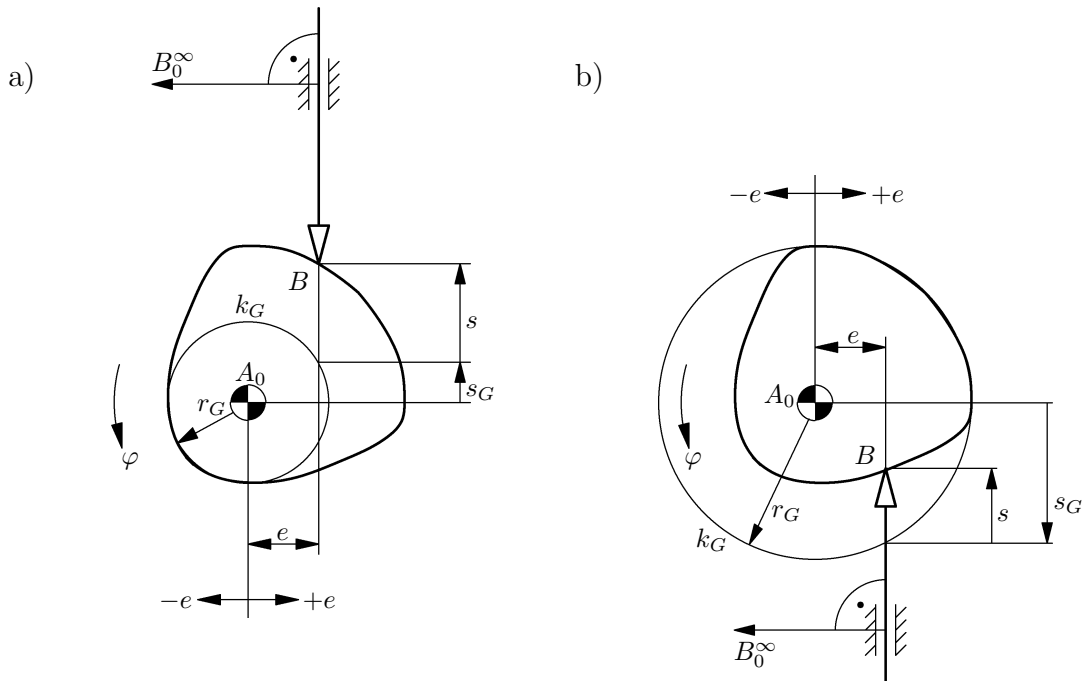 a)
B_0^∞
B
k_G
s
A_0
s_G
r_G
φ
e
−e
+e
b)
−e
+e
e
A_0
B
φ
s_G
r_G
s
k_G
B_0^∞